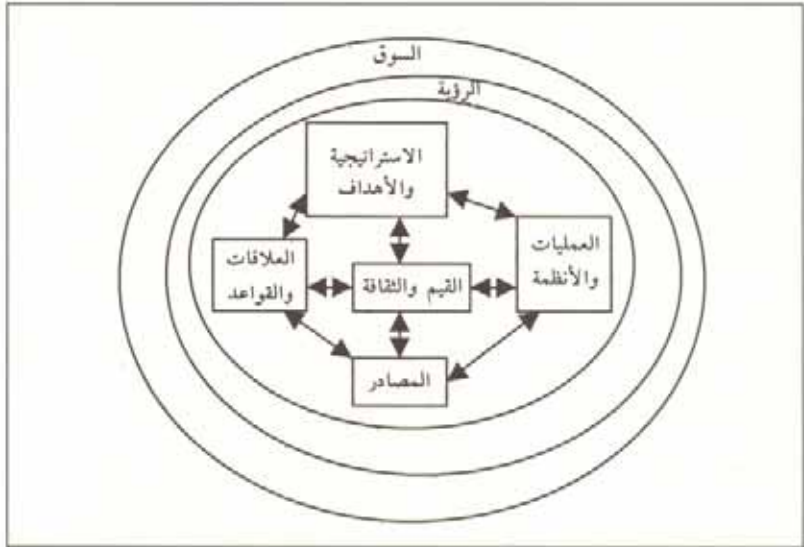 السوق
الرؤية
الاستراتيجية
والأهداف
العمليات
والأنظمة
العلاقات
والقواعد
القيم والثقافة
المصادر